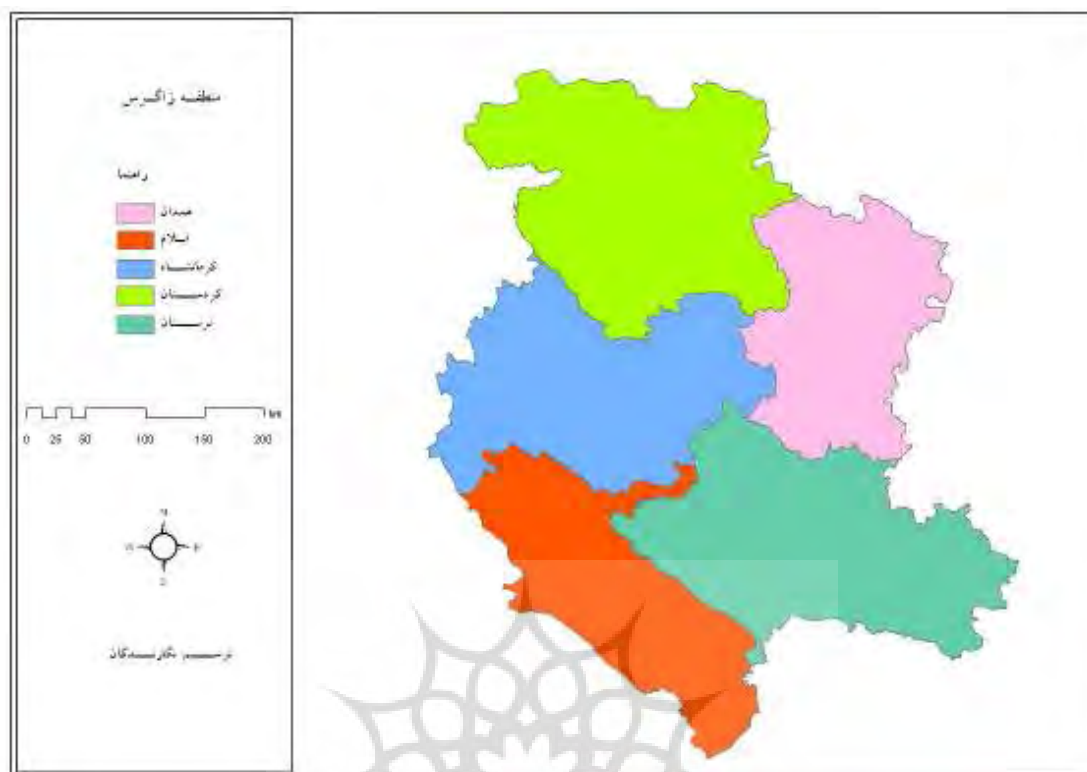 منطقه زاگرس
راهنما
همدان
ایلام
کرمانشاه
کردستان
لرستان
0 25 50 100 150 200 km
N
W E
S
ترسیم نگارندگان